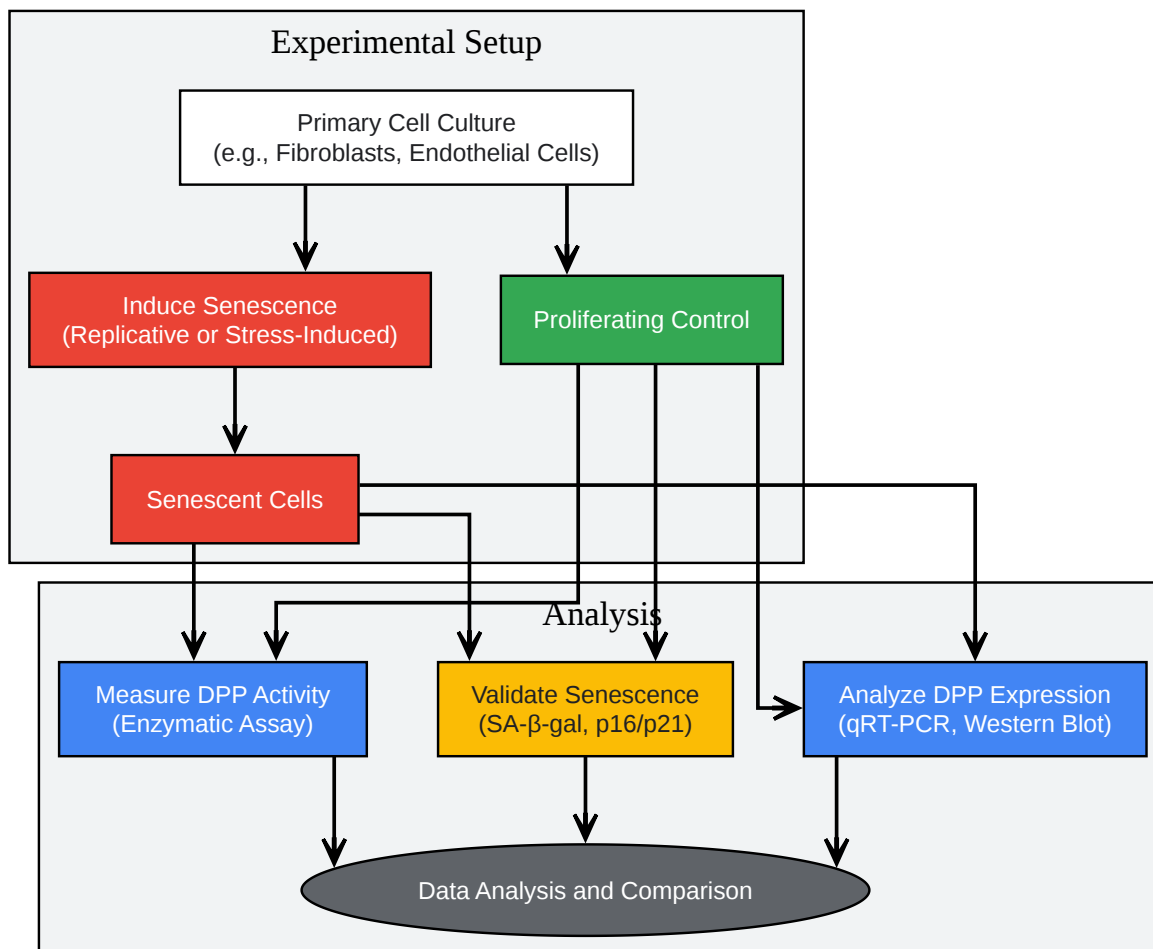 Experimental Setup
Primary Cell Culture
(e.g., Fibroblasts, Endothelial Cells)
Induce Senescence
(Replicative or Stress-Induced)
Proliferating Control
Senescent Cells
Analysis
Measure DPP Activity
(Enzymatic Assay)
Validate Senescence
(SA-β-gal, p16/p21)
Analyze DPP Expression
(qRT-PCR, Western Blot)
Data Analysis and Comparison